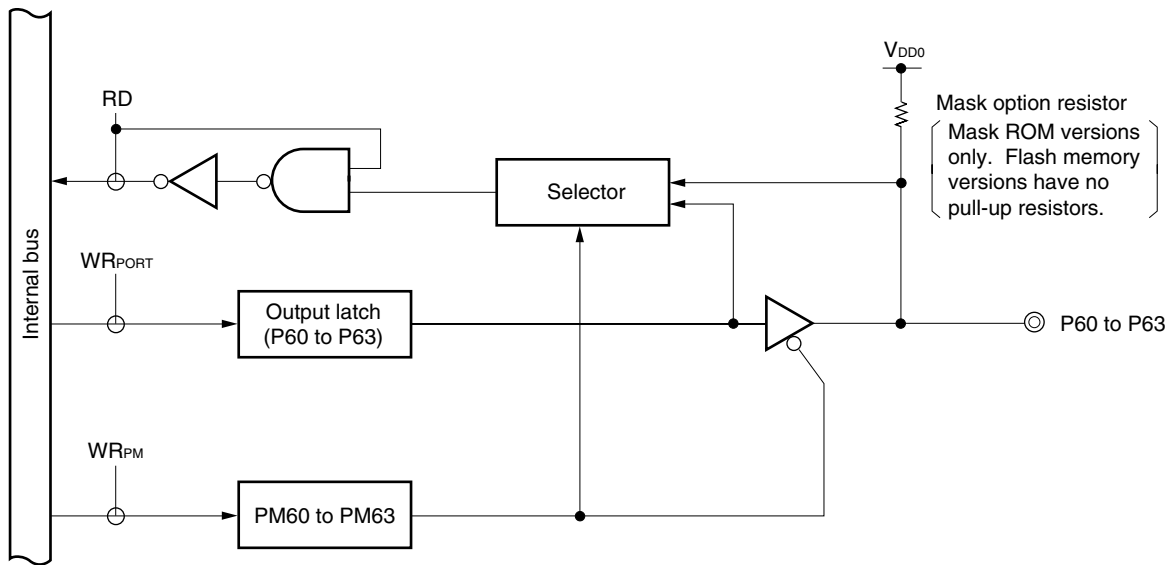 VDD0
RD
Mask option resistor
Mask ROM versions
only. Flash memory
versions have no
pull-up resistors.
Selector
Internal bus
WRPORT
Output latch
(P60 to P63)
P60 to P63
WRPM
PM60 to PM63